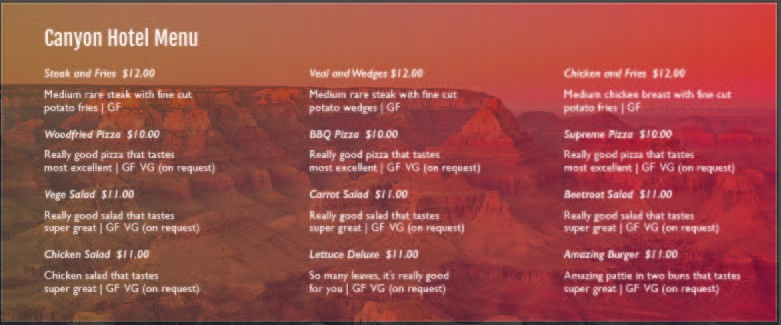 Canyon Hotel Menu
Steak and Fries $12.00
Medium rare steak with fine cut
potato fries | GF
Woodfried Pizza $10.00
Really good pizza that tastes
most excellent | GF VG (on request)
Vege Salad $11.00
Really good salad that tastes
super great | GF VG (on request)
Chicken Salad $11.00
Chicken salad that tastes
super great | GF VG (on request)
Veal and Wedges $12.00
Medium rare steak with fine cut
potato wedges | GF
BBQ Pizza $10.00
Really good pizza that tastes
most excellent | GF VG (on request)
Carrot Salad $11.00
Really good salad that tastes
super great | GF VG (on request)
Lettuce Deluxe $11.00
So many leaves, it's really good
for you | GF VG (on request)
Chicken and Fries $12.00
Medium chicken breast with fine cut
potato fries | GF
Supreme Pizza $10.00
Really good pizza that tastes
most excellent | GF VG (on request)
Beetroot Salad $11.00
Really good salad that tastes
super great | GF VG (on request)
Amazing Burger $11.00
Amazing pattie in two buns that tastes
super great | GF VG (on request)